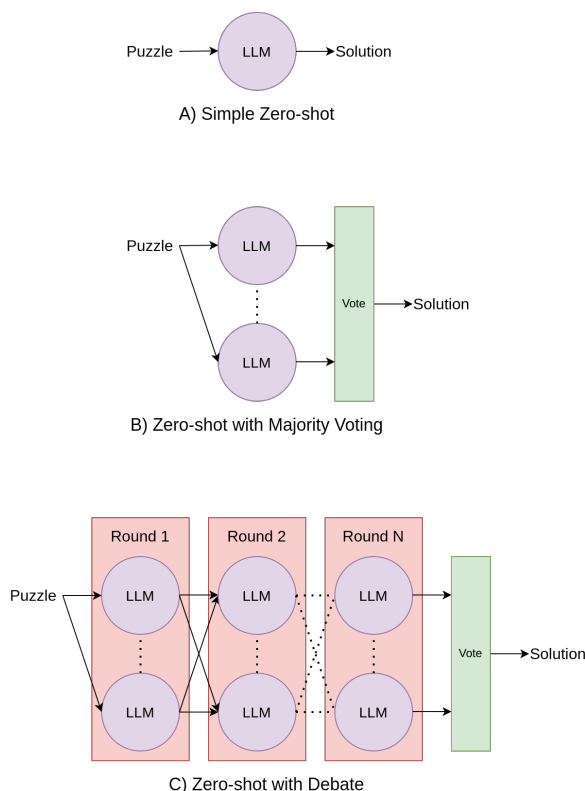 Puzzle
LLM
Solution
A) Simple Zero-shot
Puzzle
LLM
LLM
Vote
Solution
B) Zero-shot with Majority Voting
Round 1
Round 2
Round N
Puzzle
LLM
LLM
LLM
LLM
LLM
LLM
Vote
Solution
C) Zero-shot with Debate